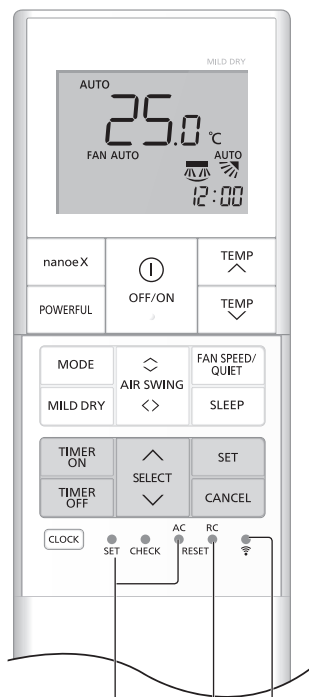 MILD DRY
AUTO
25.0 °C
FAN AUTO
AUTO
12:00
nanoeX
OFF/ON
TEMP
POWERFUL
TEMP
MODE
AIR SWING
FAN SPEED/
QUIET
MILD DRY
SLEEP
TIMER
ON
SELECT
SET
TIMER
OFF
CANCEL
CLOCK
AC
RC
SET
CHECK
RESET